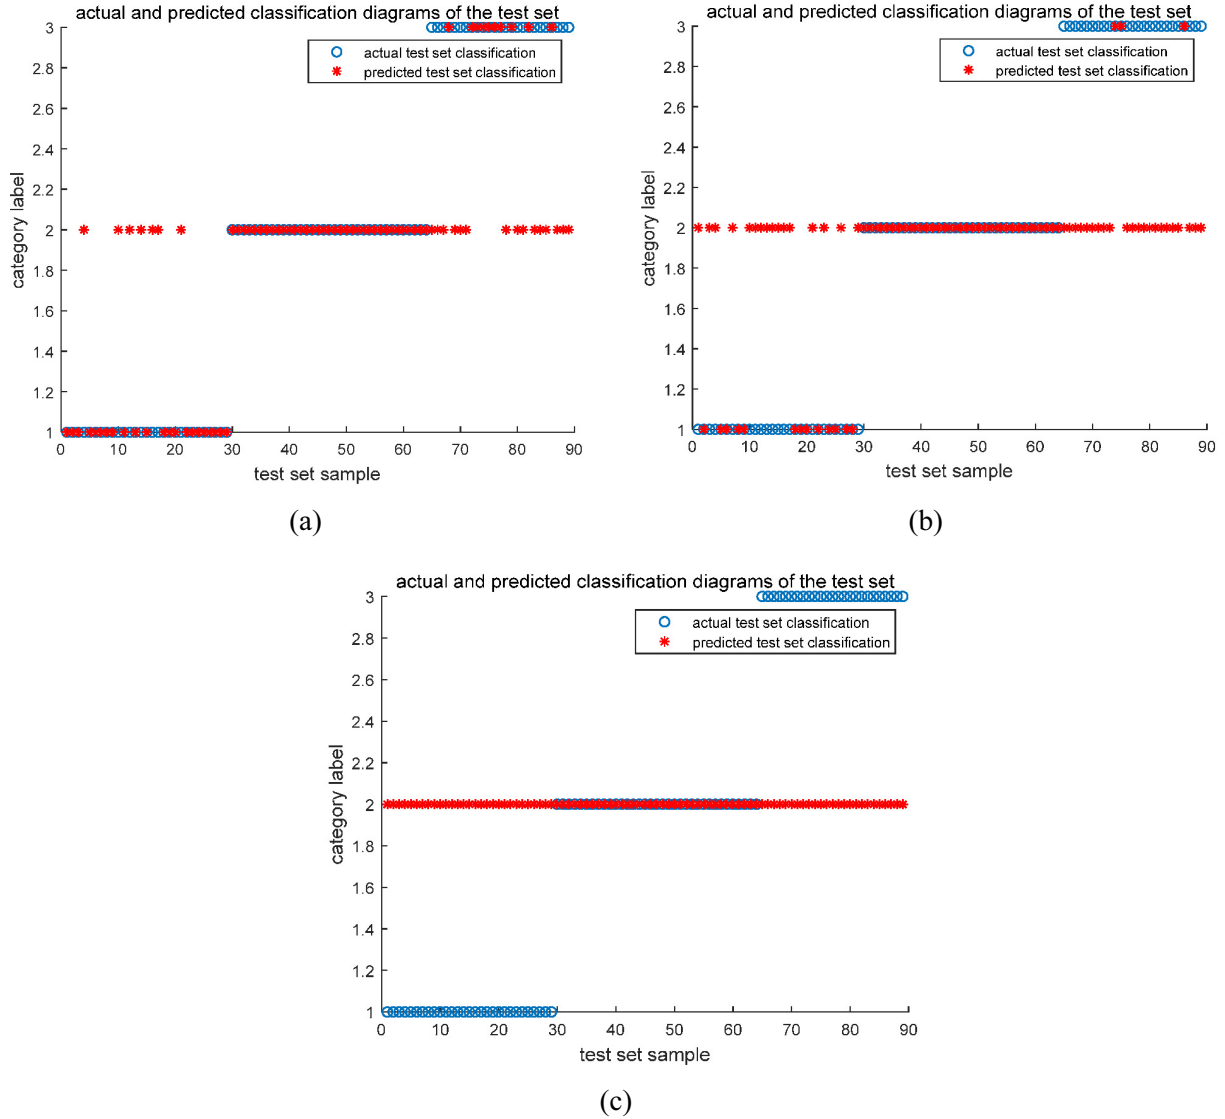 actual and predicted classification diagrams of the test set
3
2.8
2.6
2.4
2.2
2
1.8
1.6
1.4
1.2
1
category label
actual test set classification
predicted test set classification
0 10 20 30 40 50 60 70 80 90
test set sample
(a)
actual and predicted classification diagrams of the test set
3
2.8
2.6
2.4
2.2
2
1.8
1.6
1.4
1.2
1
category label
actual test set classification
predicted test set classification
0 10 20 30 40 50 60 70 80 90
test set sample
(b)
actual and predicted classification diagrams of the test set
3
2.8
2.6
2.4
2.2
2
1.8
1.6
1.4
1.2
1
category label
actual test set classification
predicted test set classification
0 10 20 30 40 50 60 70 80 90
test set sample
(c)